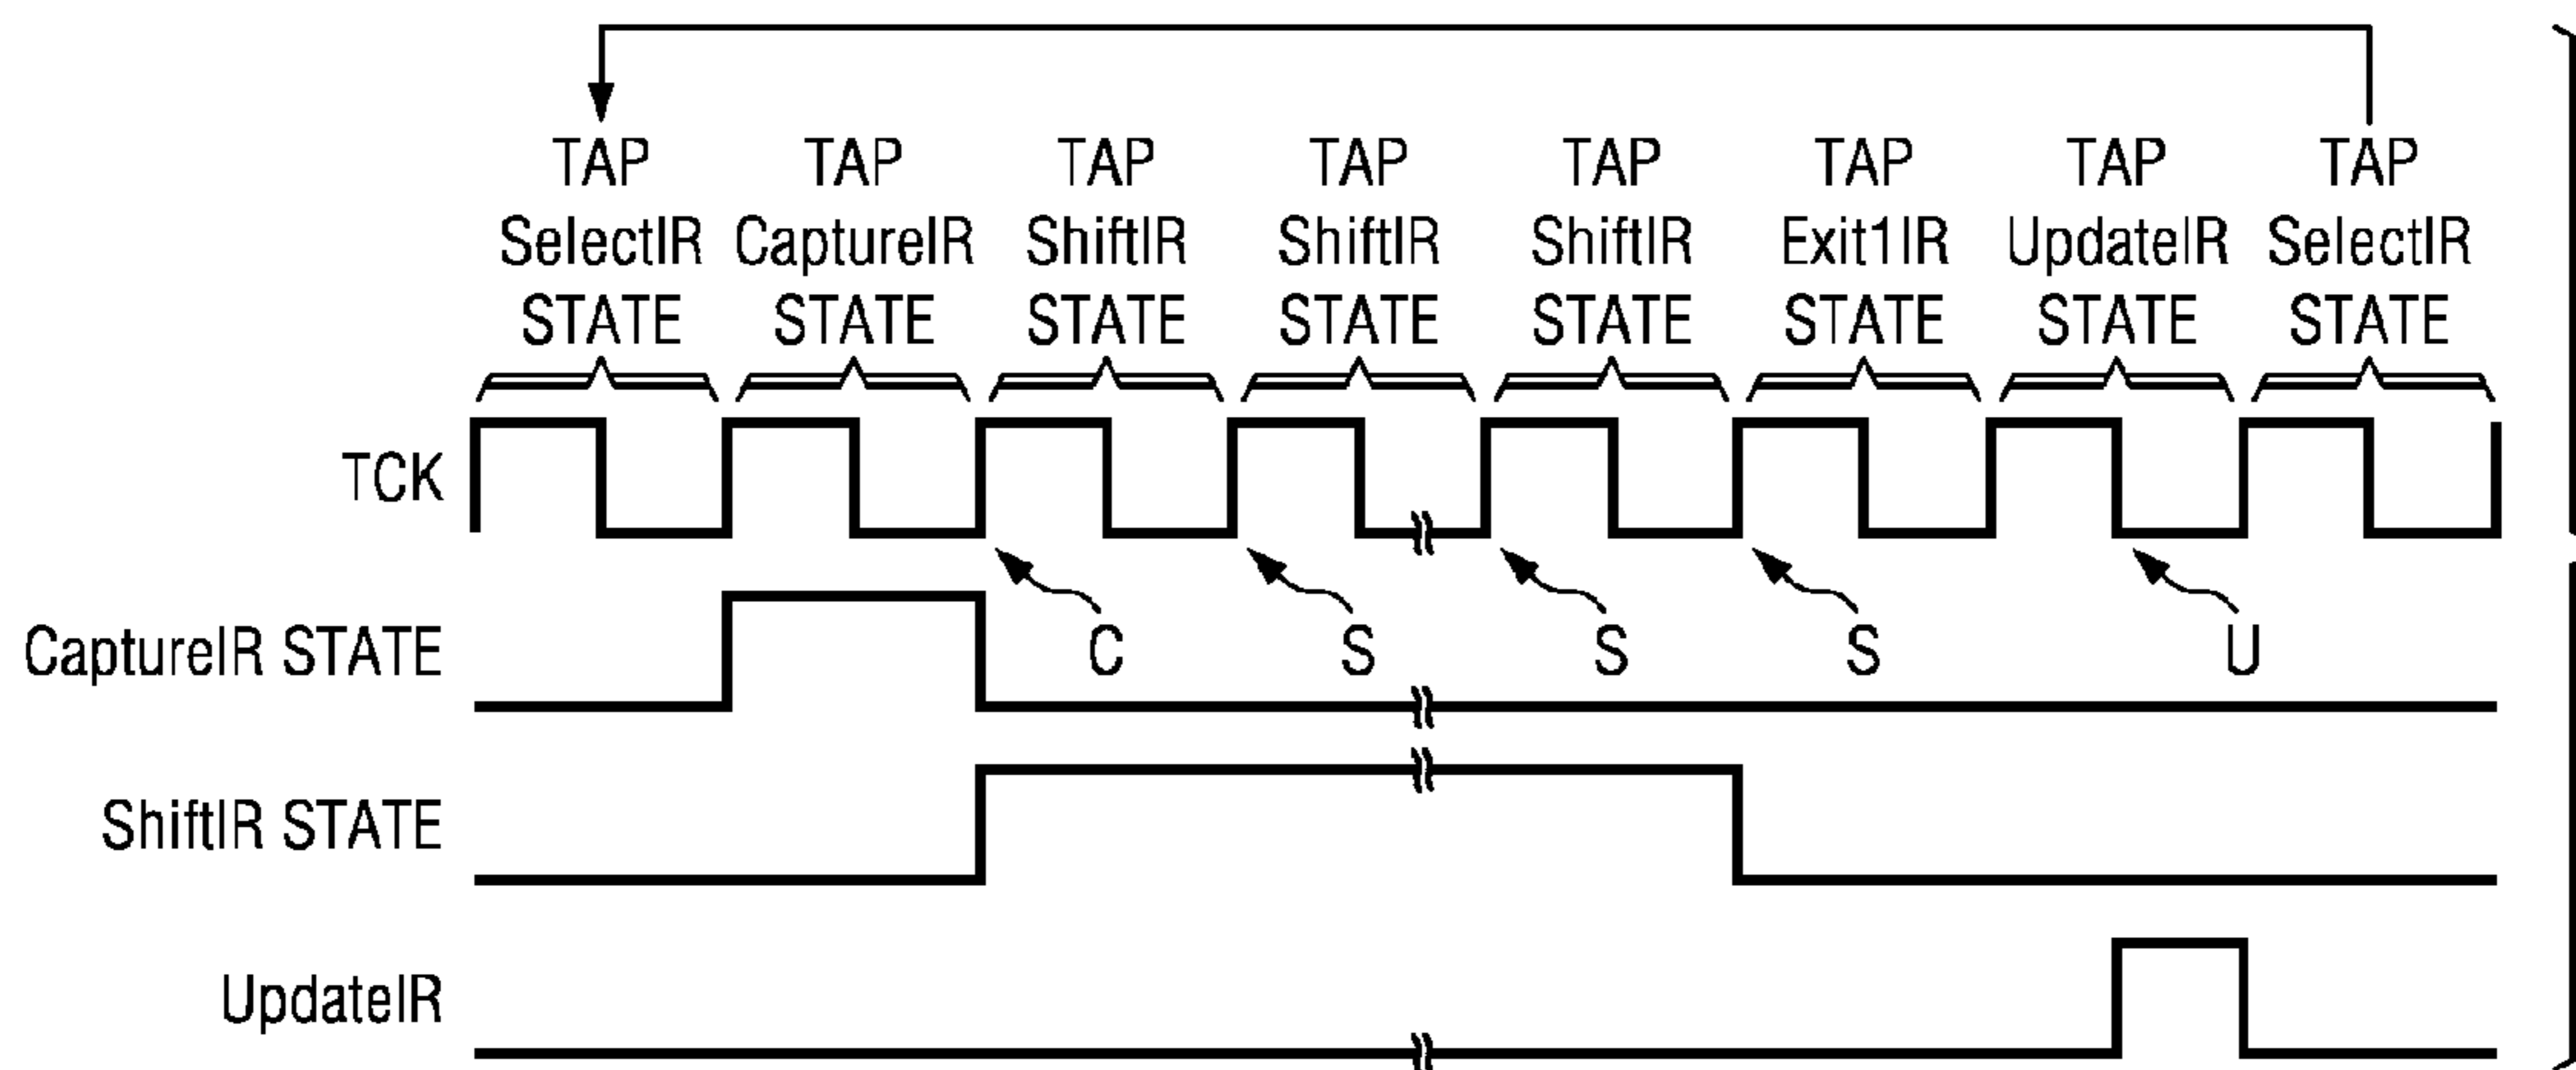 TAP TAP TAP TAP TAP TAP TAP TAP
SelectIR CaptureIR ShiftIR ShiftIR ShiftIR Exit1IR UpdateIR SelectIR
STATE STATE STATE STATE STATE STATE STATE STATE
TCK
C S S S U
CaptureIR STATE
ShiftIR STATE
UpdateIR